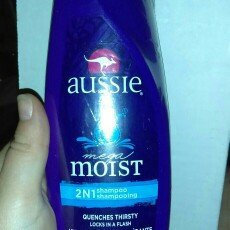 aussie
mega
moist
2N1 shampoo
shampooing
QUENCHES THIRSTY
LOCKS IN A FLASH